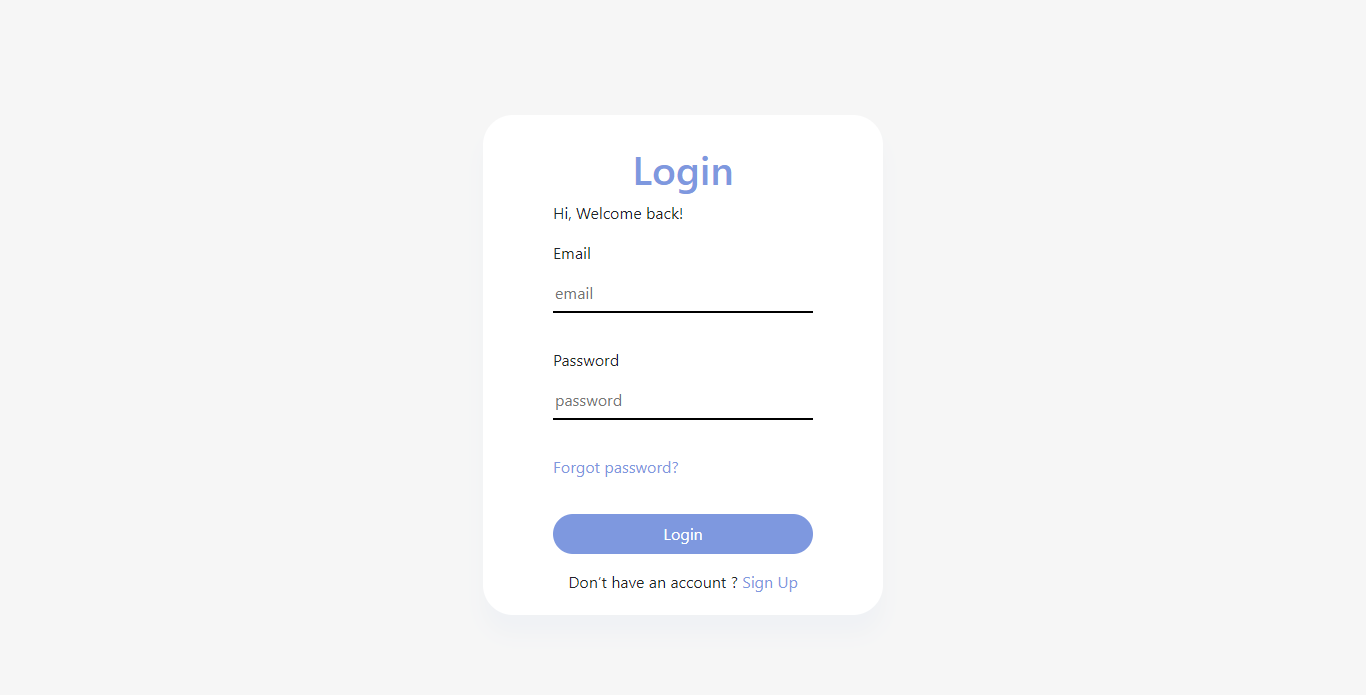 Login
Hi, Welcome back!
Email
email
Password
password
Forgot password?
Login
Don't have an account ? Sign Up